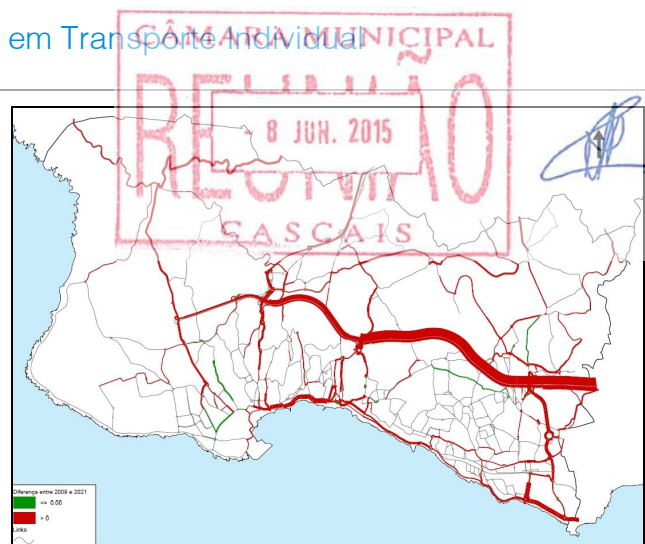 em Transporte Individual
CÂMARA MUNICIPAL
REUNIÃO
- 8 JUN. 2015
CASCAIS
Diferença entre 2009 e 2021
<= 0.00
> 0
Links